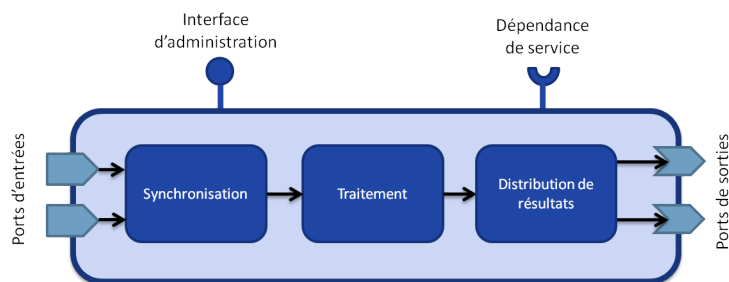 Interface
d’administration
Dépendance
de service
Ports d’entrées
Synchronisation
Traitement
Distribution de
résultats
Ports de sorties